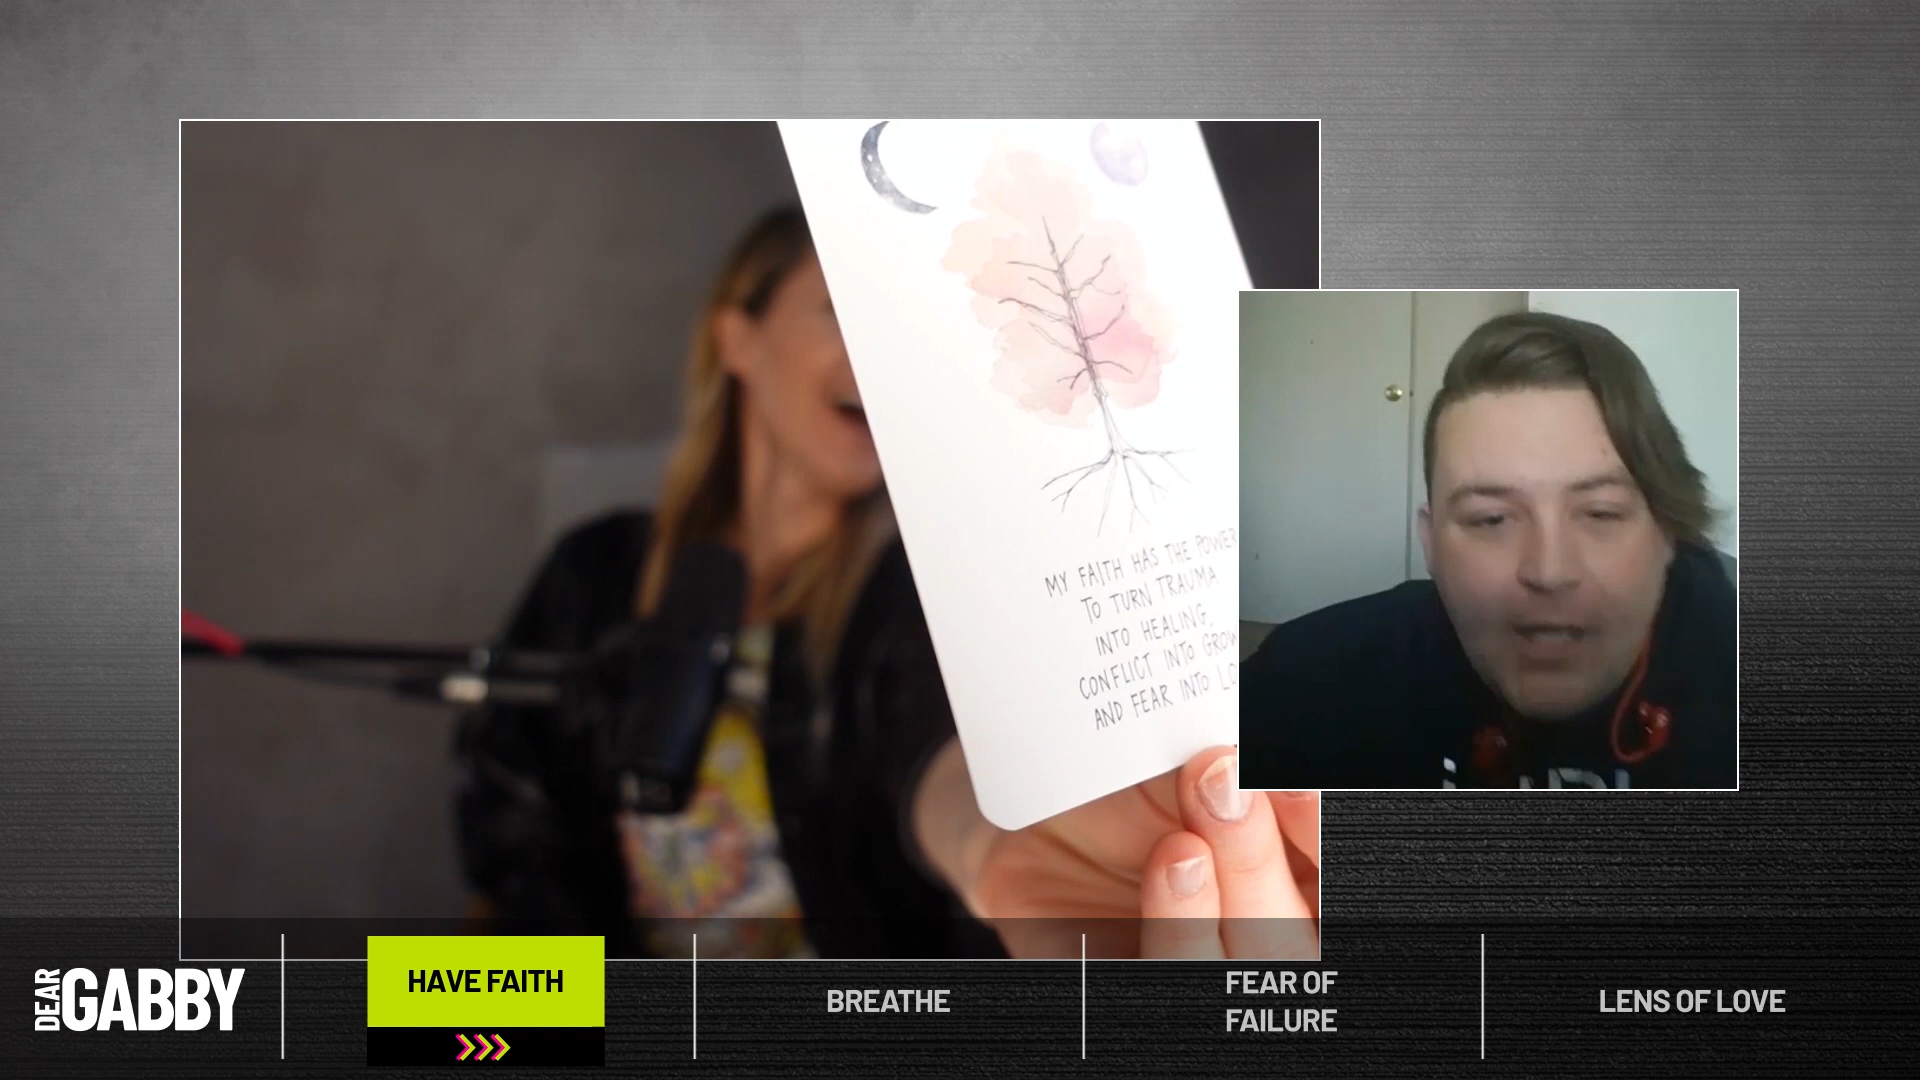 MY FAITH HAS THE POWER
TO TURN TRAUMA
INTO HEALING,
CONFLICT INTO
AND FEAR INTO
DEAR
GABBY
HAVE FAITH
BREATHE
FEAR OF
FAILURE
LENS OF LOVE